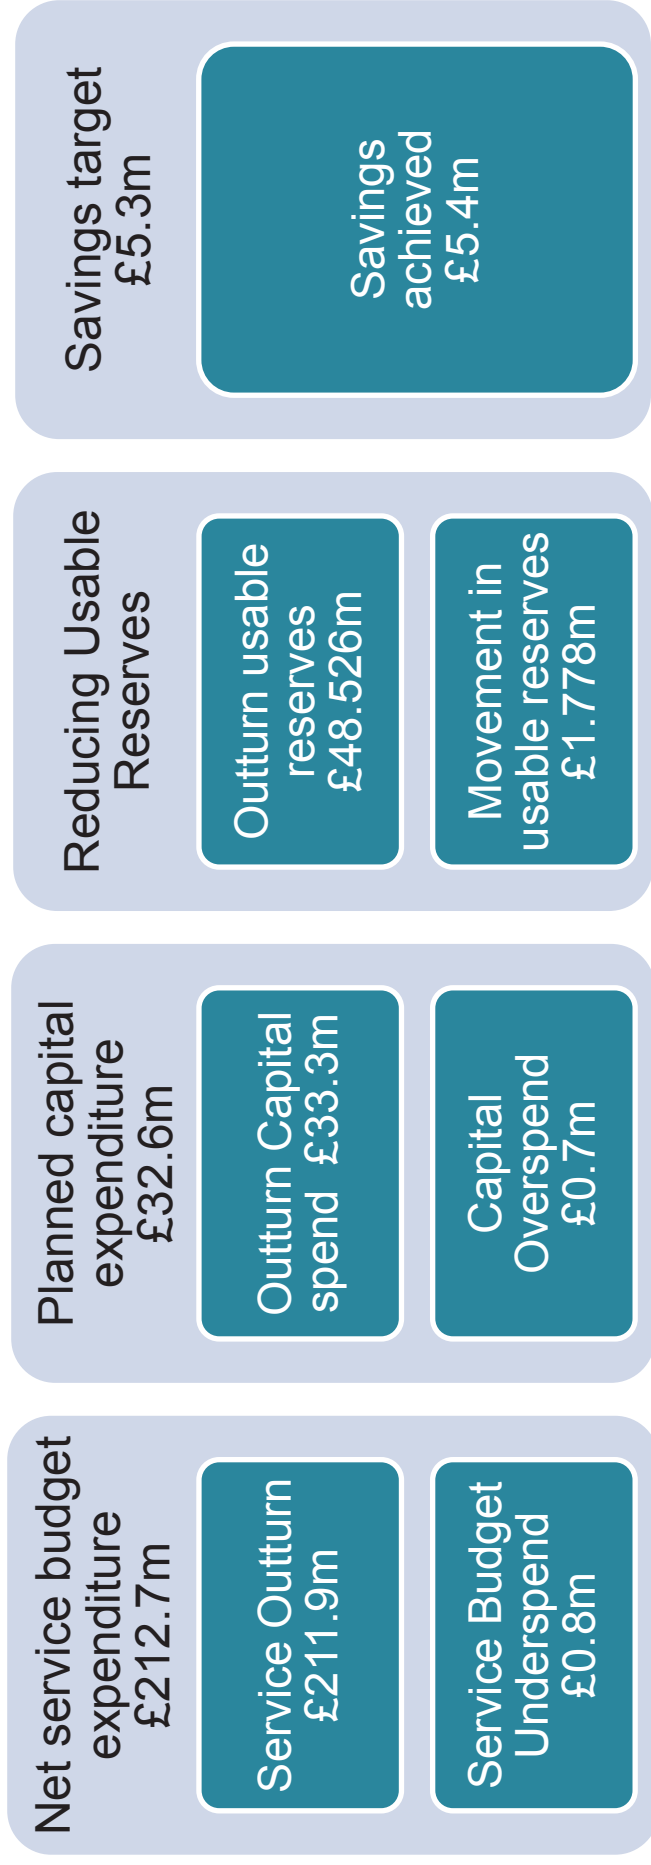 Net service budget
expenditure
£212.7m
Service Outturn
£211.9m
Service Budget
Underspend
£0.8m
Planned capital
expenditure
£32.6m
Outturn Capital
spend £33.3m
Capital
Overspend
£0.7m
Reducing Usable
Reserves
Outturn usable
reserves
£48.526m
Movement in
usable reserves
£1.778m
Savings target
£5.3m
Savings
achieved
£5.4m